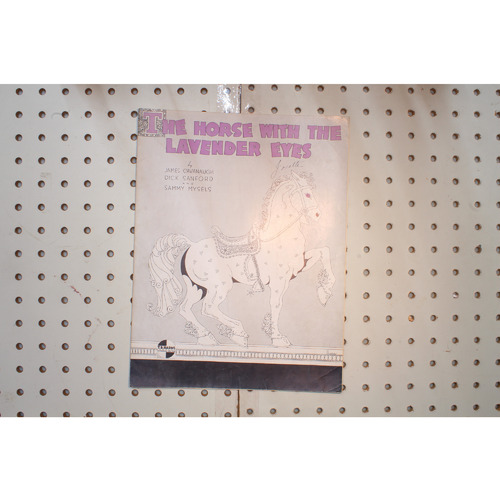 THE HORSE WITH THE
LAVENDER EYES
By
JAMES CAVANAUGH
DICK SANFORD
AND
SAMMY MYSELS